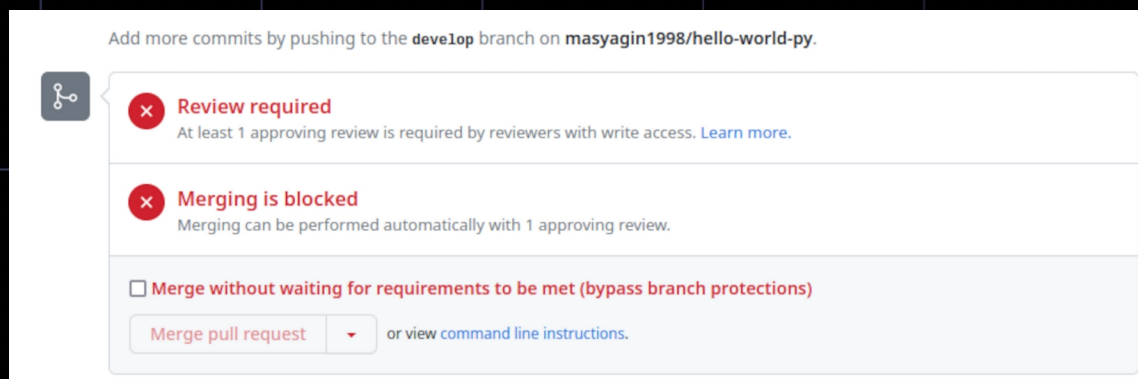 Add more commits by pushing to the develop branch on masyagin1998/hello-world-py.
Review required
At least 1 approving review is required by reviewers with write access. Learn more.
Merging is blocked
Merging can be performed automatically with 1 approving review.
Merge without waiting for requirements to be met (bypass branch protections)
Merge pull request or view command line instructions.